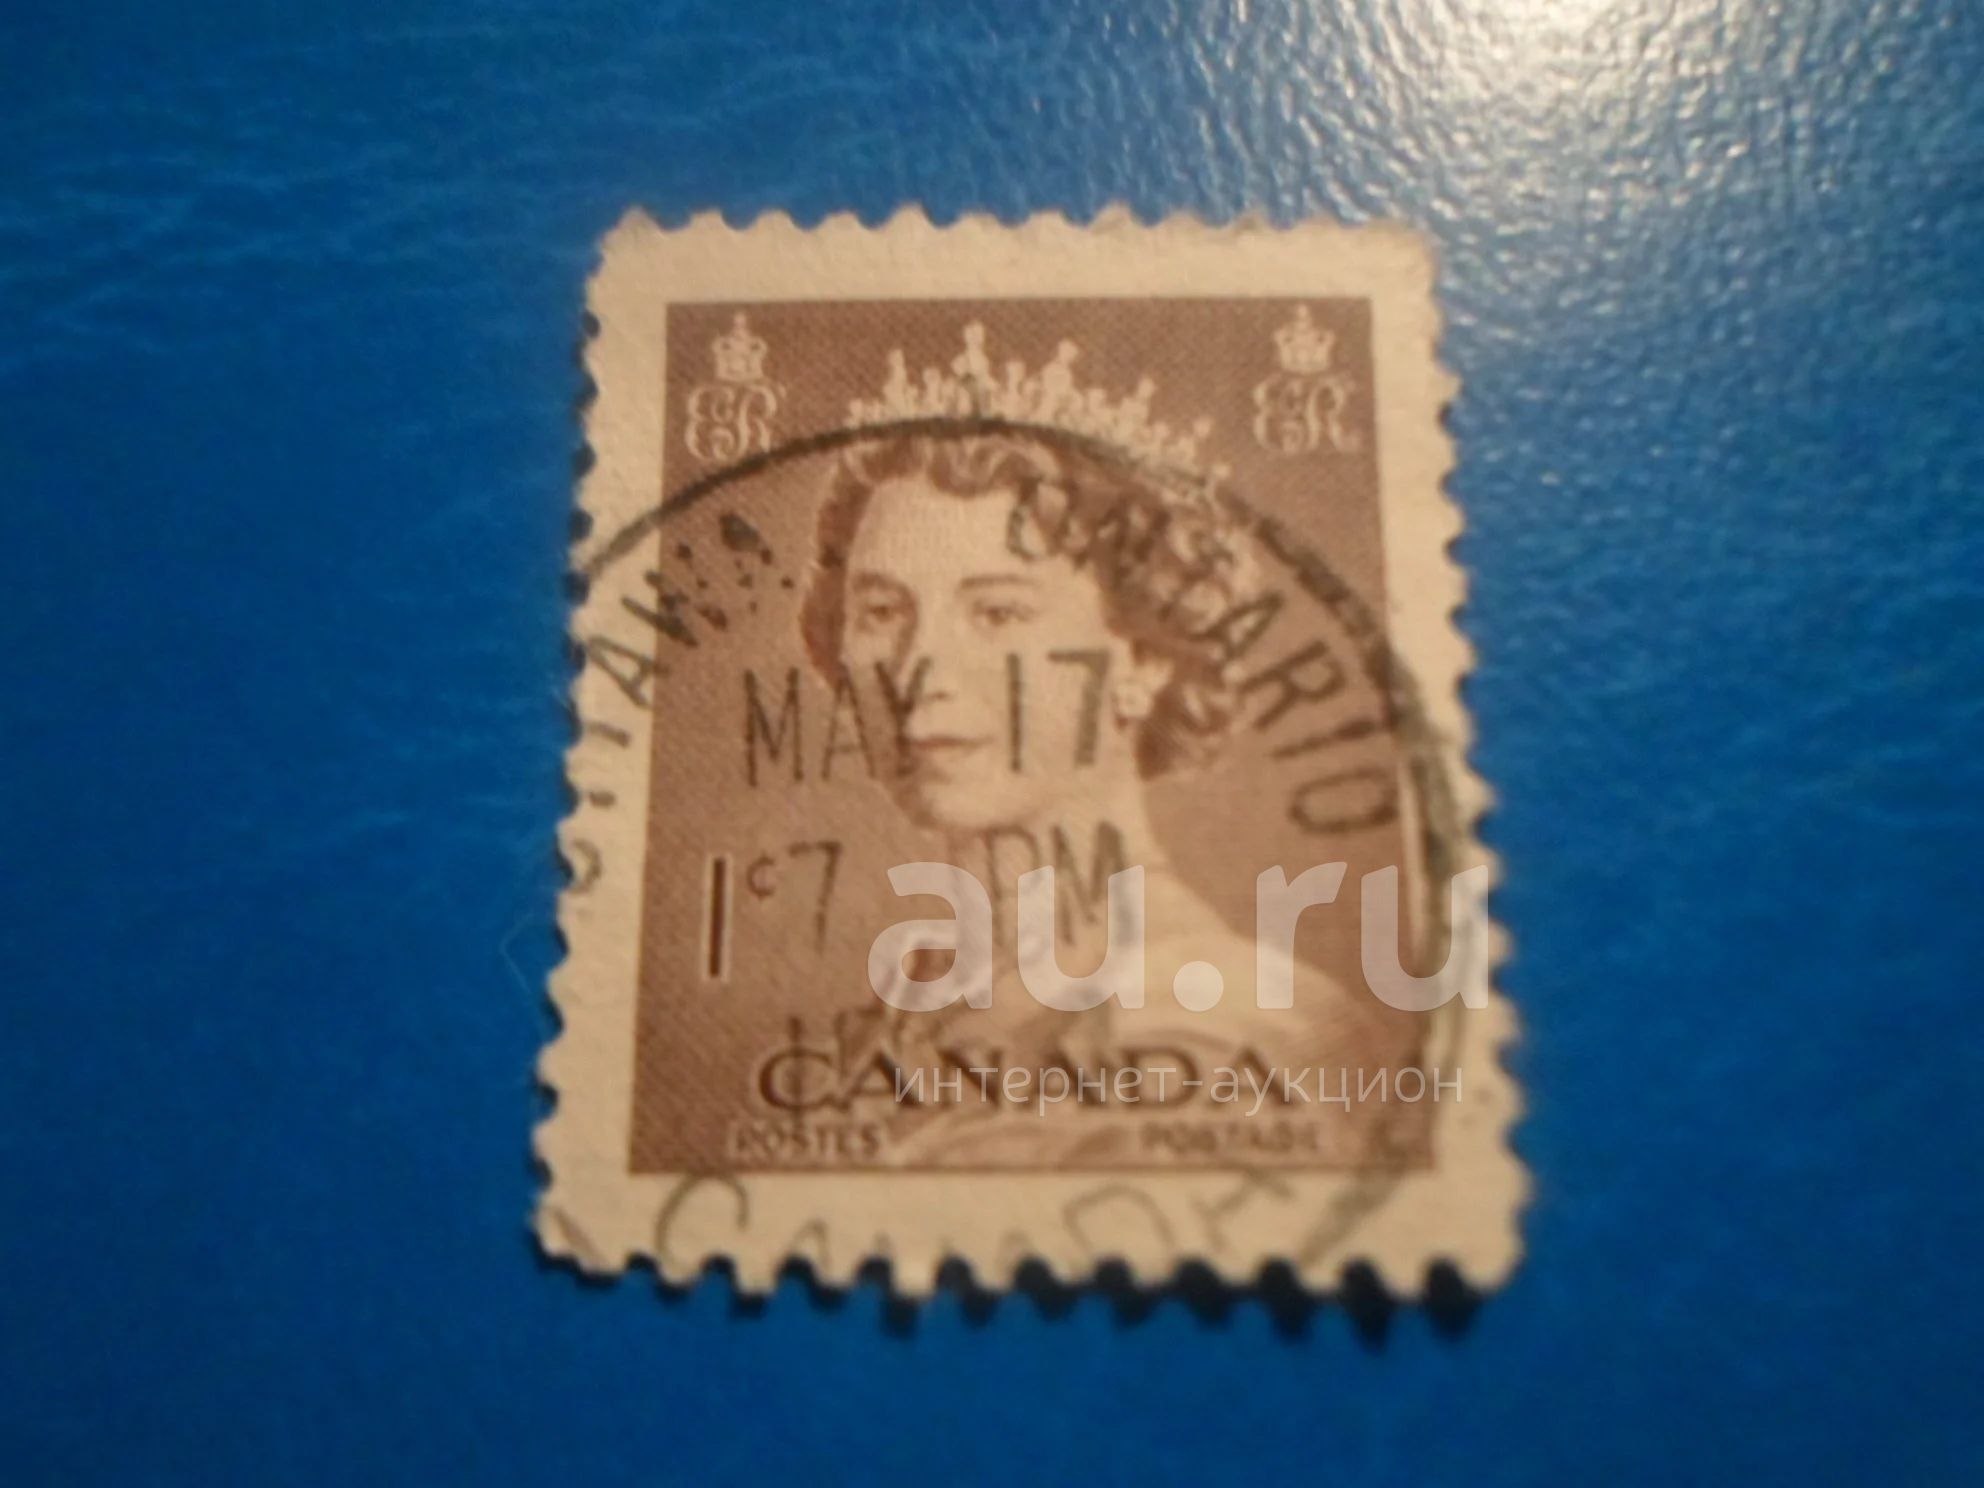 ER ER
OTTAWA ONTARIO
MAY 17
1¢ 7 PM
au.ru
CANADA
интернет-аукцион
POSTES POSTAGE
CANADA